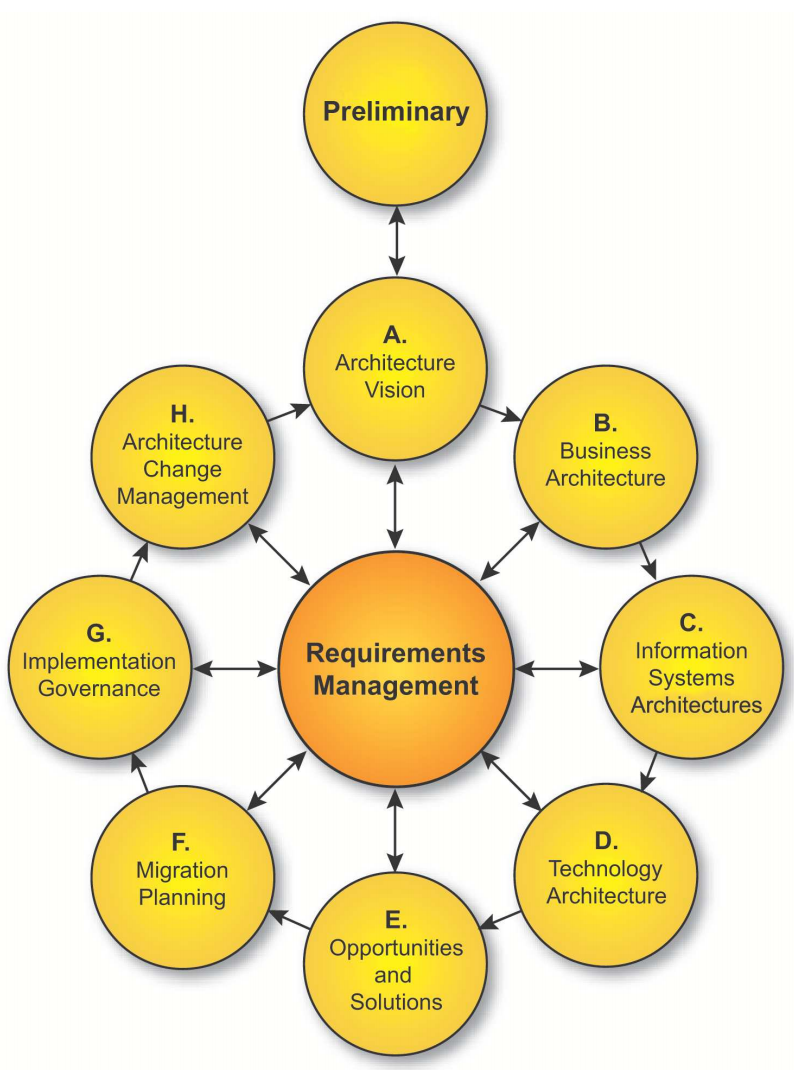 Preliminary
A.
Architecture
Vision
B.
Business
Architecture
C.
Information
Systems
Architectures
D.
Technology
Architecture
E.
Opportunities
and
Solutions
F.
Migration
Planning
G.
Implementation
Governance
H.
Architecture
Change
Management
Requirements
Management